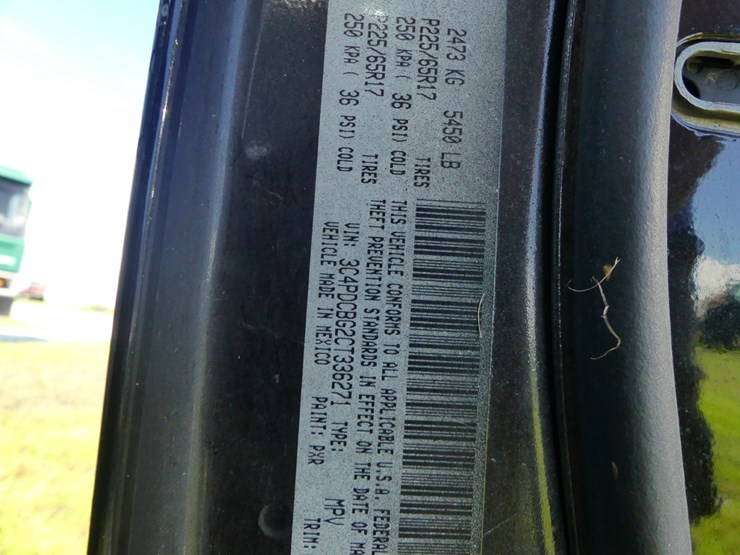 2473 KG 5450 LB
P225/65R17 TIRES
250 KPA ( 36 PSI) COLD
P225/65R17 TIRES
250 KPA ( 36 PSI) COLD
THIS VEHICLE CONFORMS TO ALL APPLICABLE U.S.A. FEDERAL
THEFT PREVENTION STANDARDS IN EFFECT ON THE DATE OF MA
VIN: 3C4PDCBG2CT336271 TYPE: MPV
VEHICLE MADE IN MEXICO PAINT: PXR TRIM: